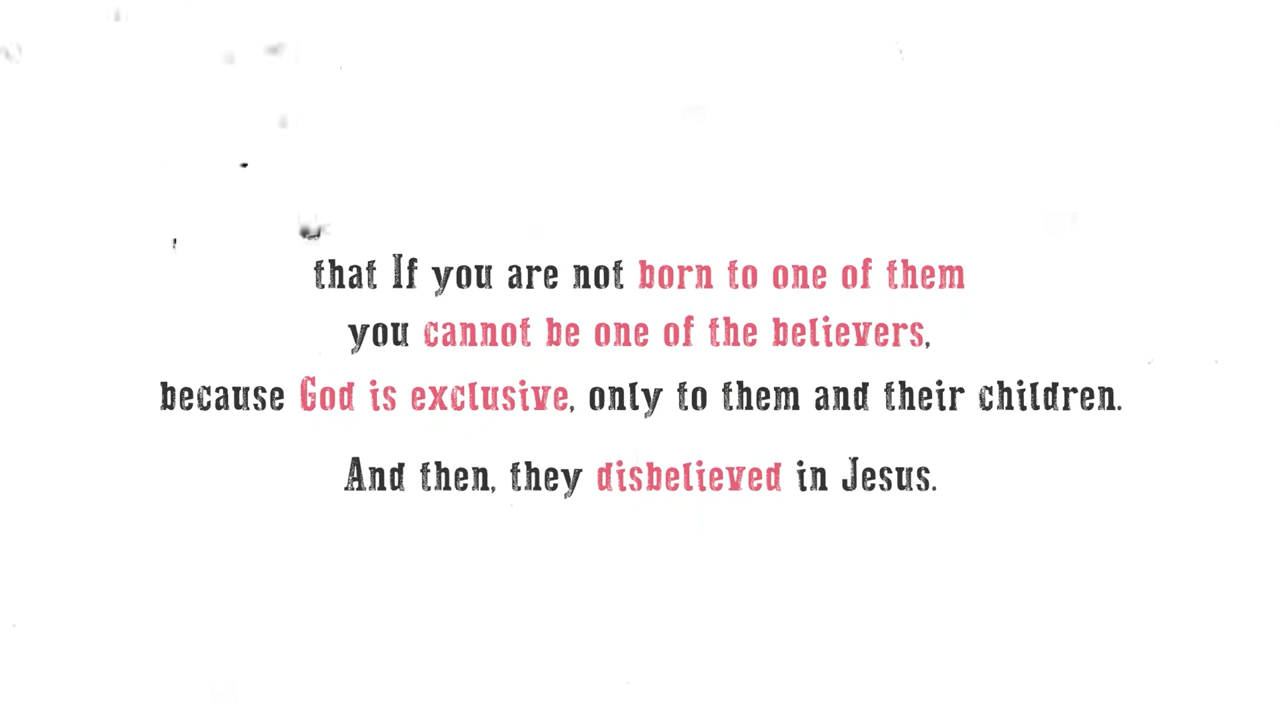 that If you are not born to one of them
you cannot be one of the believers,
because God is exclusive, only to them and their children.
And then, they disbelieved in Jesus.